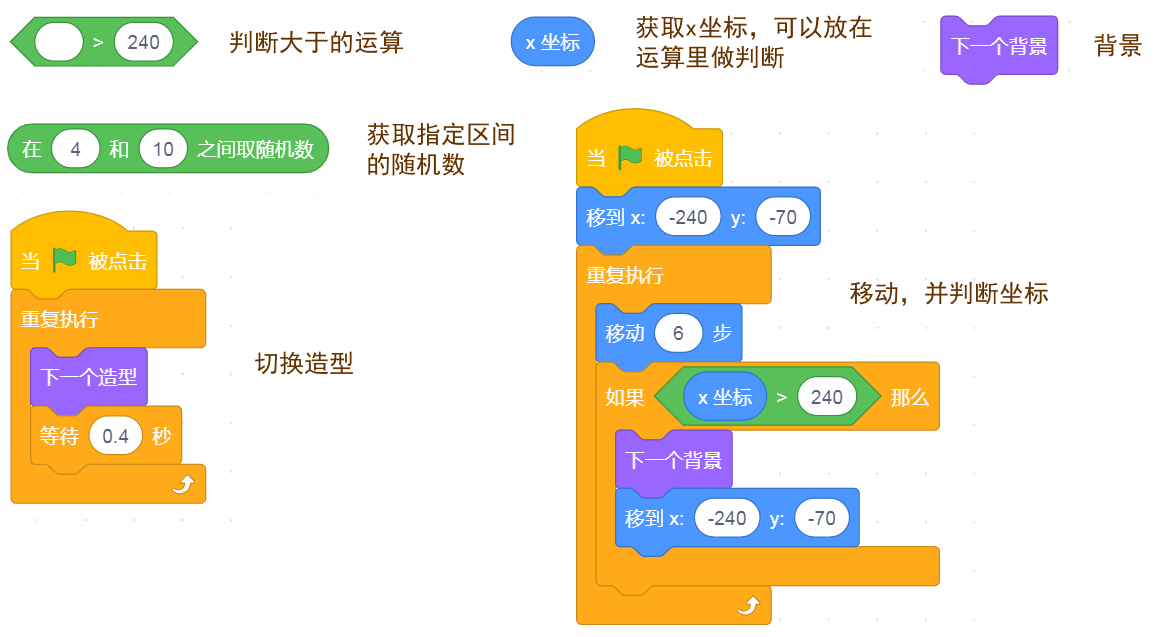 > 240
判断大于的运算
x 坐标
获取x坐标，可以放在
运算里做判断
下一个背景
背景
在 4 和 10 之间取随机数
获取指定区间
的随机数
当 被点击
重复执行
下一个造型
等待 0.4 秒
切换造型
当 被点击
移到 x: -240 y: -70
重复执行
移动 6 步
如果 x 坐标 > 240 那么
下一个背景
移到 x: -240 y: -70
移动，并判断坐标